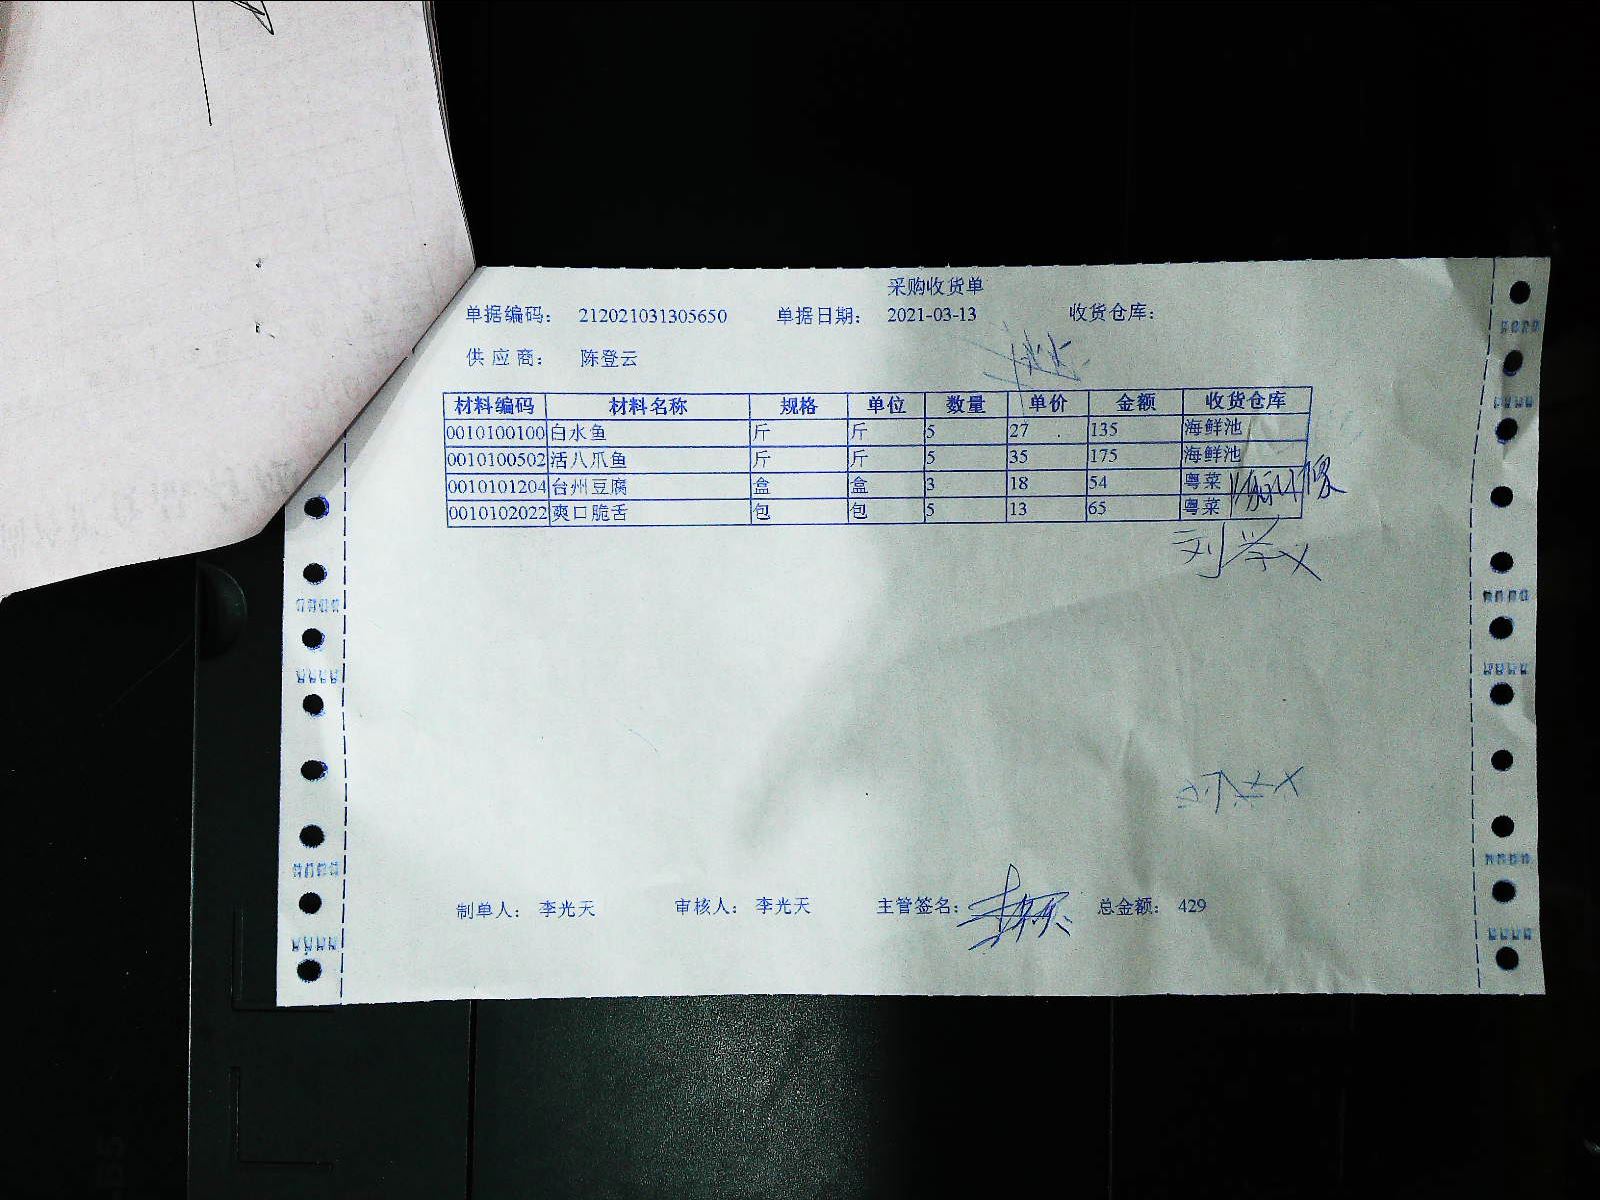 采购收货单
单据编码： 212021031305650 单据日期： 2021-03-13 收货仓库：
供 应 商： 陈登云
材料编码 材料名称 规格 单位 数量 单价 金额 收货仓库
0010100100 白水鱼 斤 斤 5 27 135 海鲜池
0010100502 活八爪鱼 斤 斤 5 35 175 海鲜池
0010101204 台州豆腐 盒 盒 3 18 54 粤菜
0010102022 爽口脆舌 包 包 5 13 65 粤菜
制单人： 李光天 审核人： 李光天 主管签名： 总金额： 429